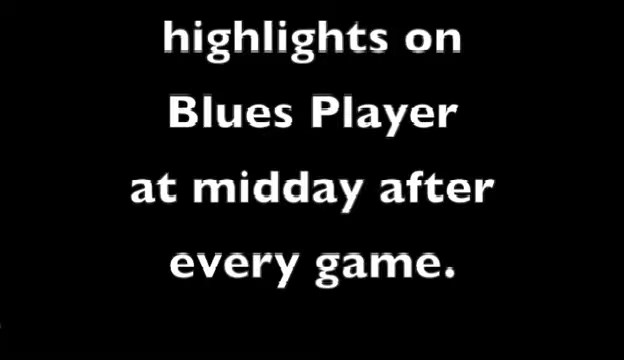 highlights on
Blues Player
at midday after
every game.